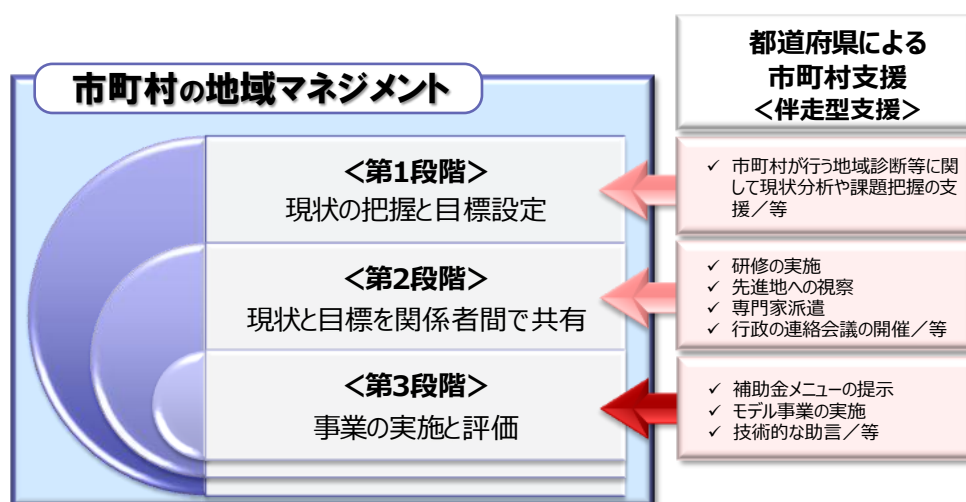 市町村の地域マネジメント
<第1段階>
現状の把握と目標設定
<第2段階>
現状と目標を関係者間で共有
<第3段階>
事業の実施と評価
都道府県による
市町村支援
<伴走型支援>
✓ 市町村が行う地域診断等に関
して現状分析や課題把握の支
援／等
✓ 研修の実施
✓ 先進地への視察
✓ 専門家派遣
✓ 行政の連絡会議の開催／等
✓ 補助金メニューの提示
✓ モデル事業の実施
✓ 技術的な助言／等